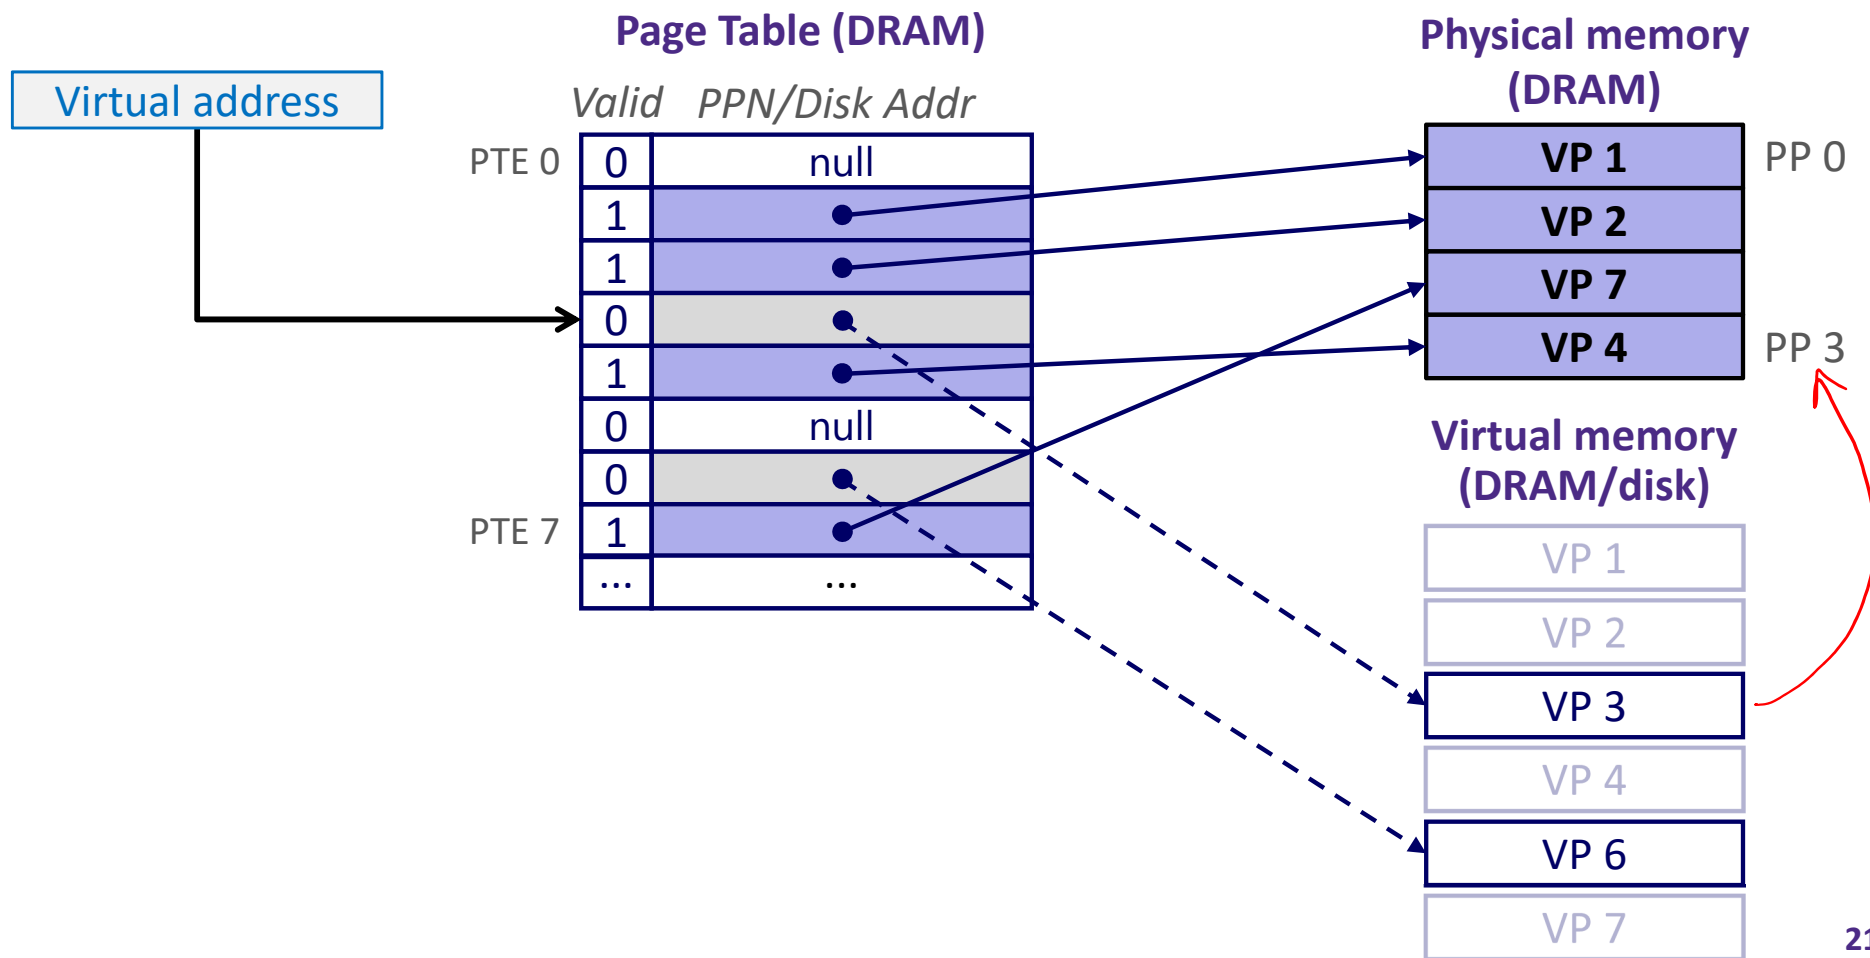 Page Table (DRAM)
Physical memory
(DRAM)
Virtual address
Valid PPN/Disk Addr
PTE 0 0 null
1
1
0
1
0 null
0
PTE 7 1
... ...
VP 1 PP 0
VP 2
VP 7
VP 4 PP 3
Virtual memory
(DRAM/disk)
VP 1
VP 2
VP 3
VP 4
VP 6
VP 7
21